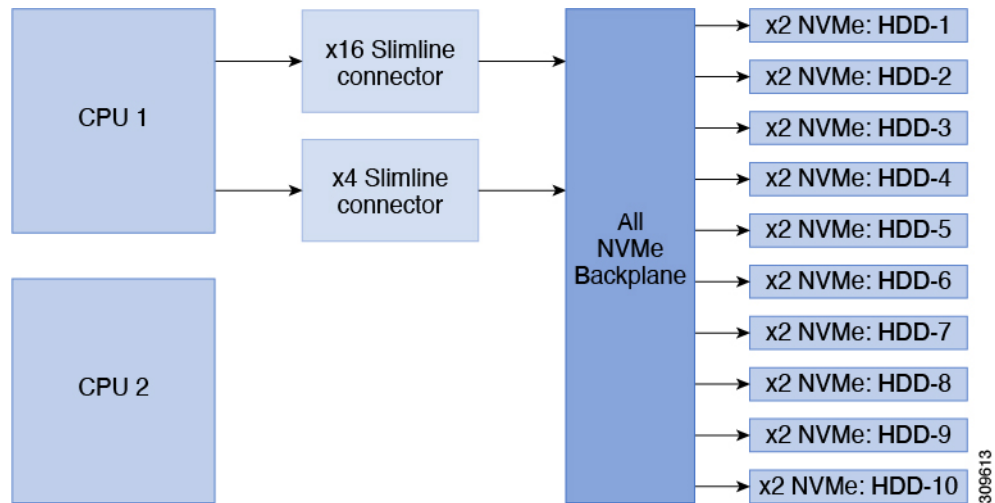 CPU 1
x16 Slimline
connector
x4 Slimline
connector
CPU 2
All
NVMe
Backplane
x2 NVMe: HDD-1
x2 NVMe: HDD-2
x2 NVMe: HDD-3
x2 NVMe: HDD-4
x2 NVMe: HDD-5
x2 NVMe: HDD-6
x2 NVMe: HDD-7
x2 NVMe: HDD-8
x2 NVMe: HDD-9
x2 NVMe: HDD-10
309613